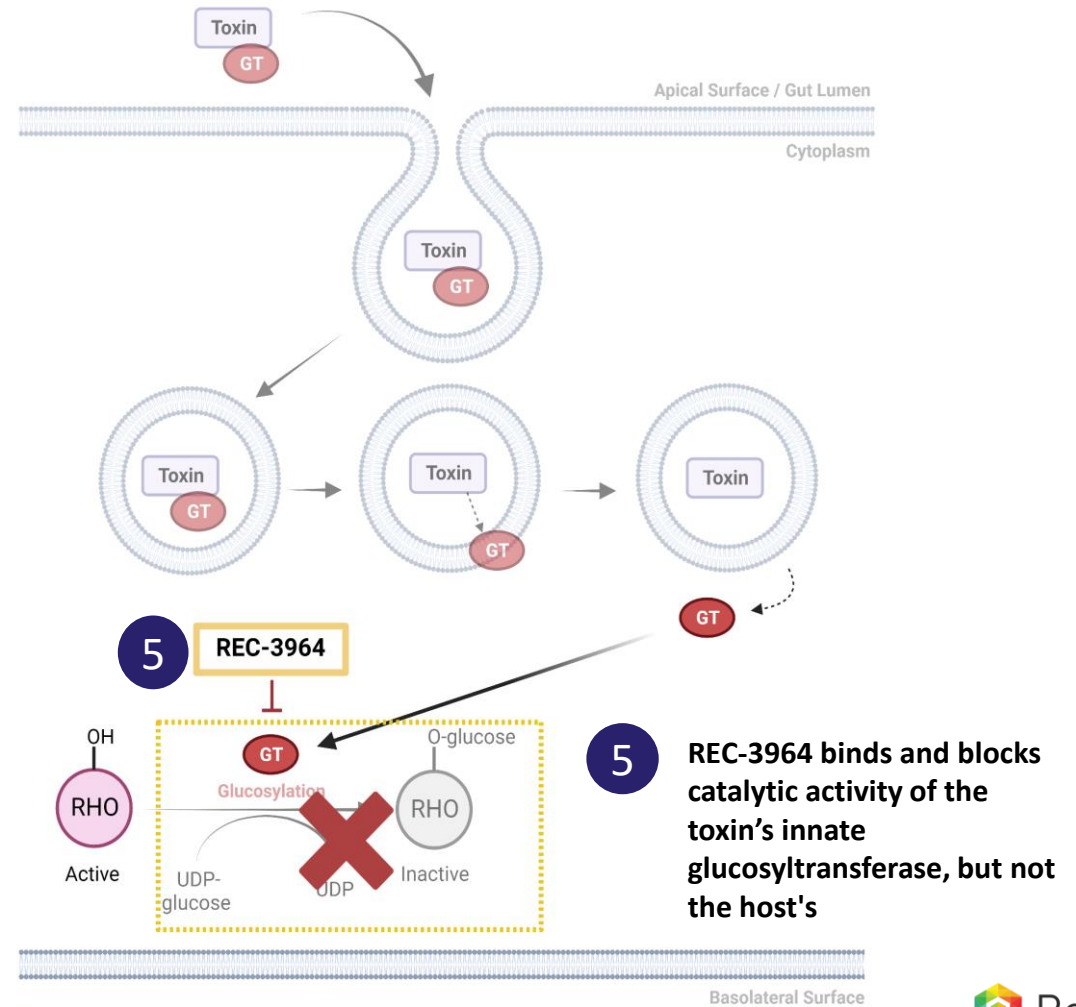 Toxin
GT
Apical Surface / Gut Lumen
Cytoplasm
Toxin
GT
Toxin
GT
Toxin
GT
Toxin
GT
5
REC-3964
OH
RHO
Active
GT
Glucosylation
UDP-
glucose
UDP
O-glucose
RHO
Inactive
5
REC-3964 binds and blocks
catalytic activity of the
toxin’s innate
glucosyltransferase, but not
the host's
Basolateral Surface